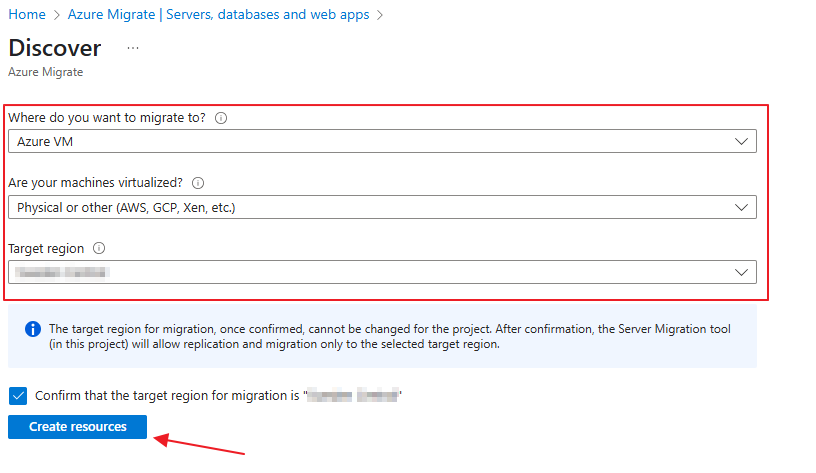 Home > Azure Migrate | Servers, databases and web apps >
Discover ...
Azure Migrate
Where do you want to migrate to?
Azure VM
Are your machines virtualized?
Physical or other (AWS, GCP, Xen, etc.)
Target region
The target region for migration, once confirmed, cannot be changed for the project. After confirmation, the Server Migration tool
(in this project) will allow replication and migration only to the selected target region.
Confirm that the target region for migration is "
Create resources